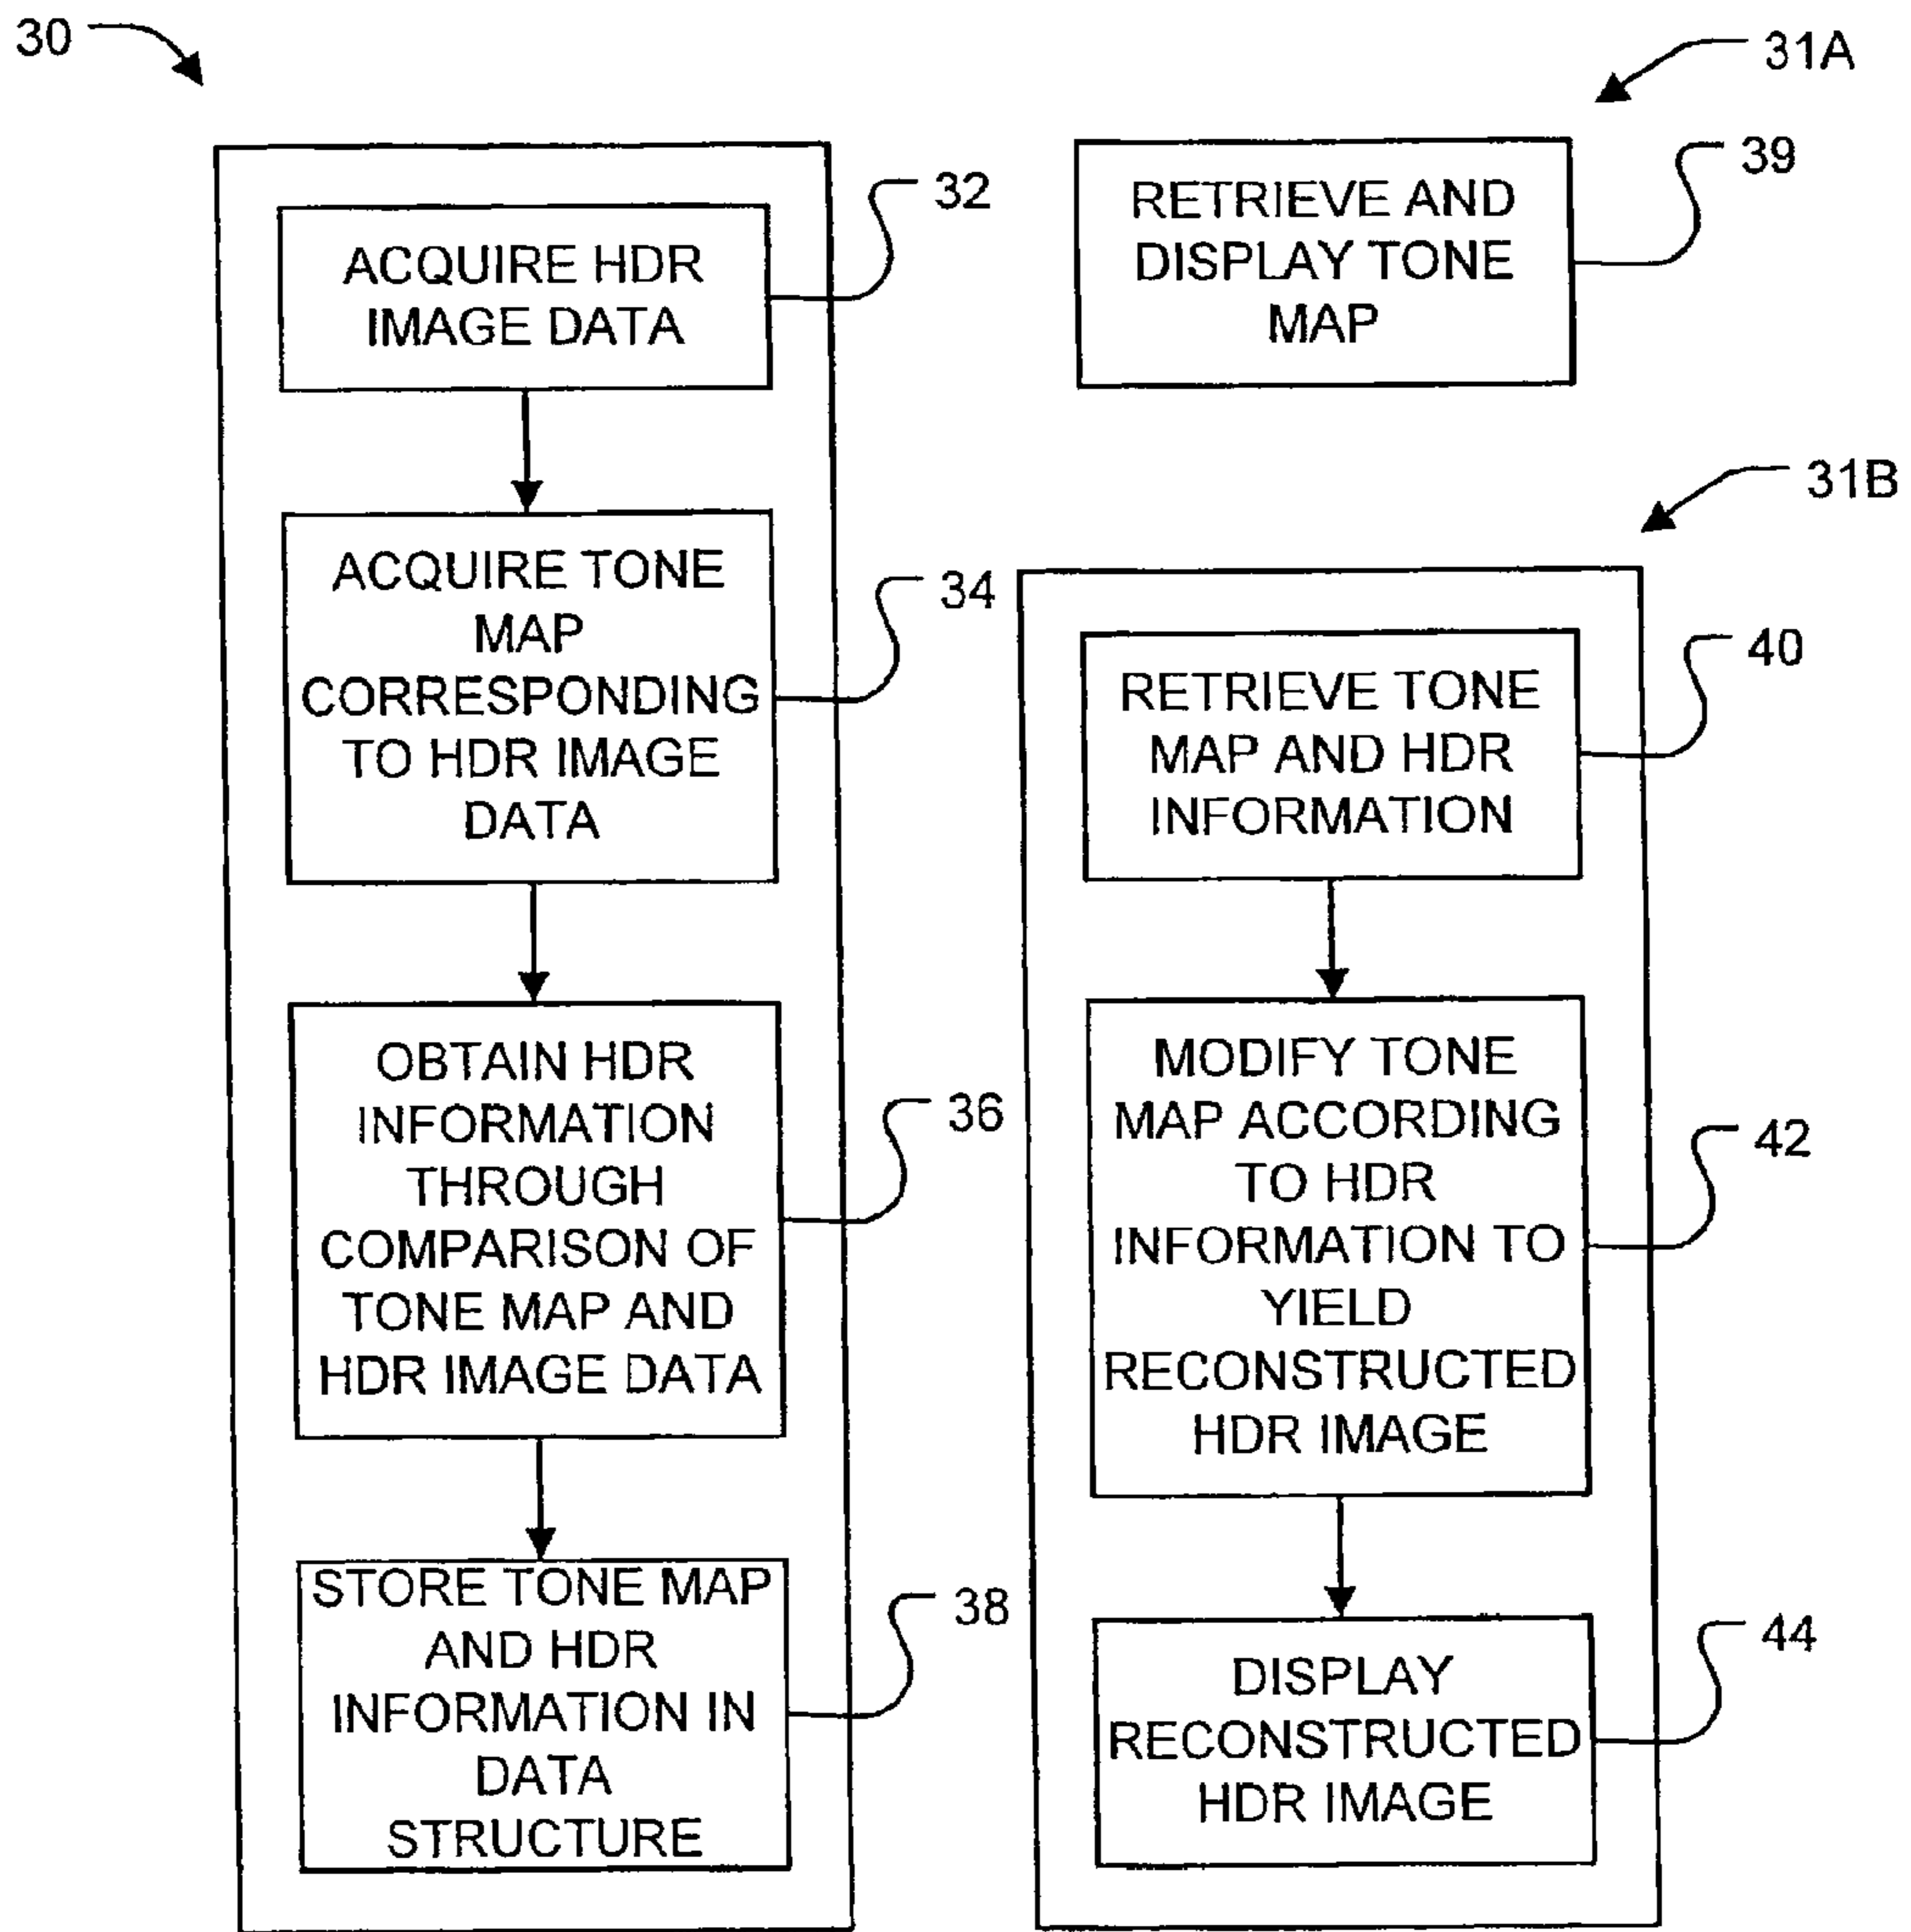 30
ACQUIRE HDR
IMAGE DATA
32
ACQUIRE TONE
MAP
CORRESPONDING
TO HDR IMAGE
DATA
34
OBTAIN HDR
INFORMATION
THROUGH
COMPARISON OF
TONE MAP AND
HDR IMAGE DATA
36
STORE TONE MAP
AND HDR
INFORMATION IN
DATA
STRUCTURE
38
31A
RETRIEVE AND
DISPLAY TONE
MAP
39
31B
RETRIEVE TONE
MAP AND HDR
INFORMATION
40
MODIFY TONE
MAP ACCORDING
TO HDR
INFORMATION TO
YIELD
RECONSTRUCTED
HDR IMAGE
42
DISPLAY
RECONSTRUCTED
HDR IMAGE
44